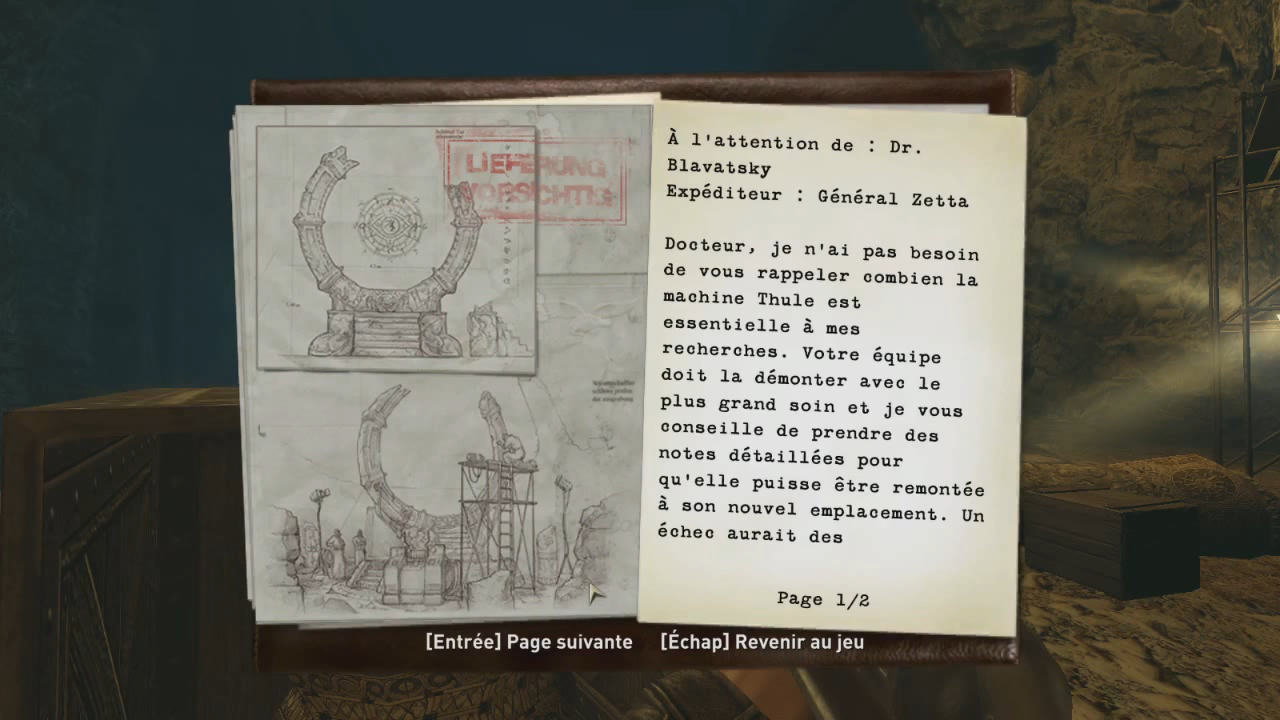 LIEFERUNG
VORSICHTIG
À l'attention de : Dr.
Blavatsky
Expéditeur : Général Zetta
Docteur, je n'ai pas besoin
de vous rappeler combien la
machine Thule est
essentielle à mes
recherches. Votre équipe
doit la démonter avec le
plus grand soin et je vous
conseille de prendre des
notes détaillées pour
qu'elle puisse être remontée
à son nouvel emplacement. Un
échec aurait des
Page 1/2
[Entrée] Page suivante [Échap] Revenir au jeu